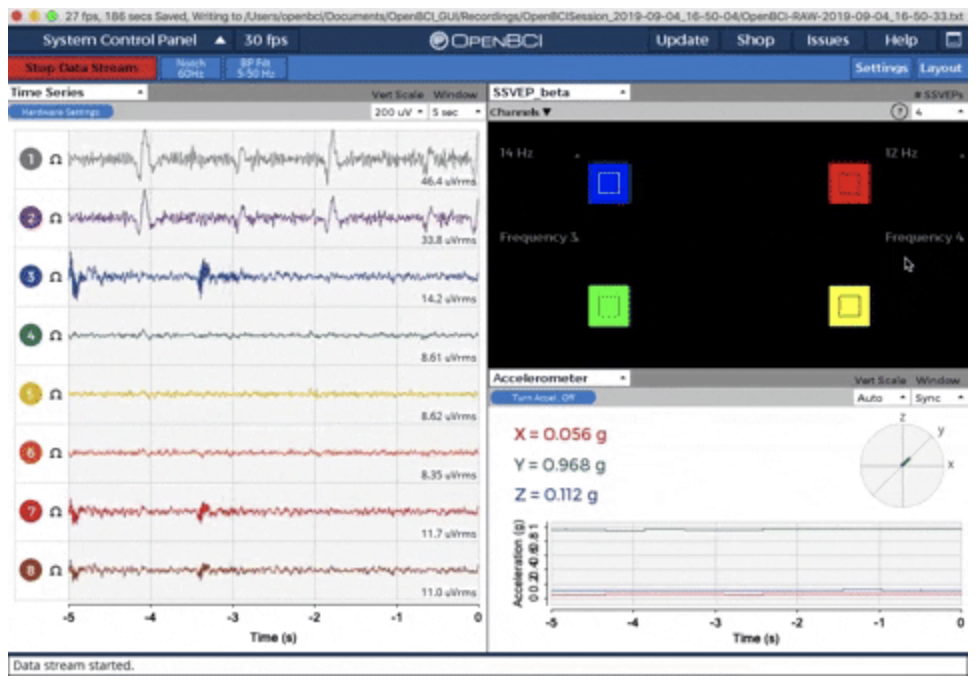 27 fps, 186 secs Saved, Writing to /Users/openbci/Documents/OpenBCI_GUI/Recordings/OpenBCISession_2019-09-04_16-50-04/OpenBCI-RAW-2019-09-04_16-50-33.txt
System Control Panel 30 fps OPENBCI Update Shop Issues Help
Stop Data Stream Notch 60Hz BP Filt 5-50 Hz Settings Layout
Time Series Vert Scale Window
Hardware Settings 200 uV 5 sec
1 Ω 46.4 uVrms
2 Ω 33.8 uVrms
3 Ω 14.2 uVrms
4 Ω 8.61 uVrms
5 Ω 8.62 uVrms
6 Ω 8.35 uVrms
7 Ω 11.7 uVrms
8 Ω 11.0 uVrms
-5 -4 -3 -2 -1 0
Time (s)
SSVEP_beta # SSVEPs
Channels ▼ ? 4
14 Hz 12 Hz
Frequency 3 Frequency 4
Accelerometer Vert Scale Window
Turn Accel. Off Auto Sync
X = 0.056 g
Y = 0.968 g
Z = 0.112 g
z
y
x
Acceleration (g)
0 0.2 0.4 0.6 0.8 1
-5 -4 -3 -2 -1 0
Time (s)
Data stream started.